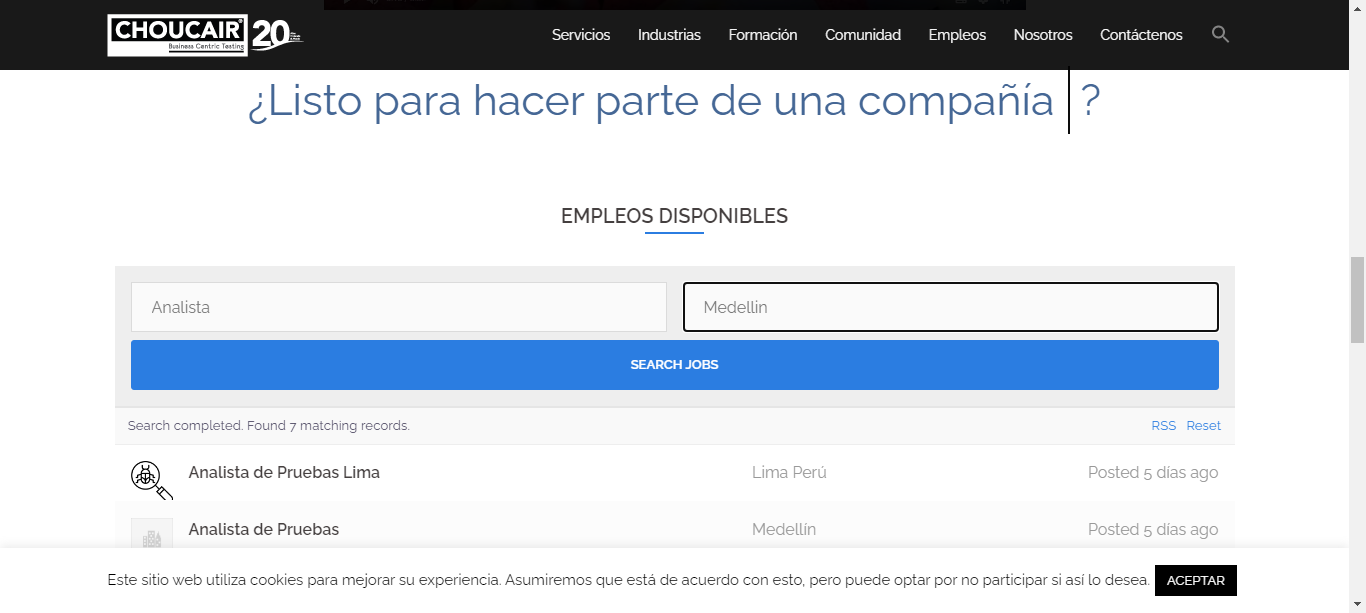 CHOUCAIR®
Business Centric Testing
20
Servicios
Industrias
Formación
Comunidad
Empleos
Nosotros
Contáctenos
¿Listo para hacer parte de una compañía ?
EMPLEOS DISPONIBLES
Analista
Medellin
SEARCH JOBS
Search completed. Found 7 matching records.
RSS
Reset
Analista de Pruebas Lima
Lima Perú
Posted 5 días ago
Analista de Pruebas
Medellín
Posted 5 días ago
Este sitio web utiliza cookies para mejorar su experiencia. Asumiremos que está de acuerdo con esto, pero puede optar por no participar si así lo desea.
ACEPTAR